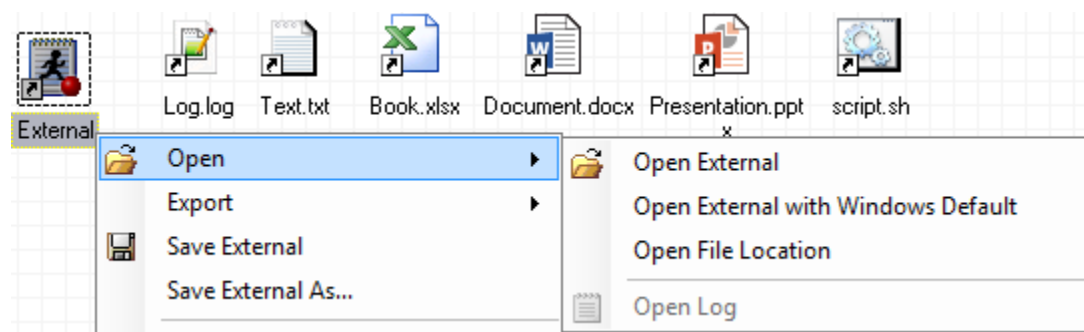 Log.log Text.txt Book.xlsx Document.docx Presentation.ppt script.sh
x
External
Open
Export
Save External
Save External As...
Open External
Open External with Windows Default
Open File Location
Open Log